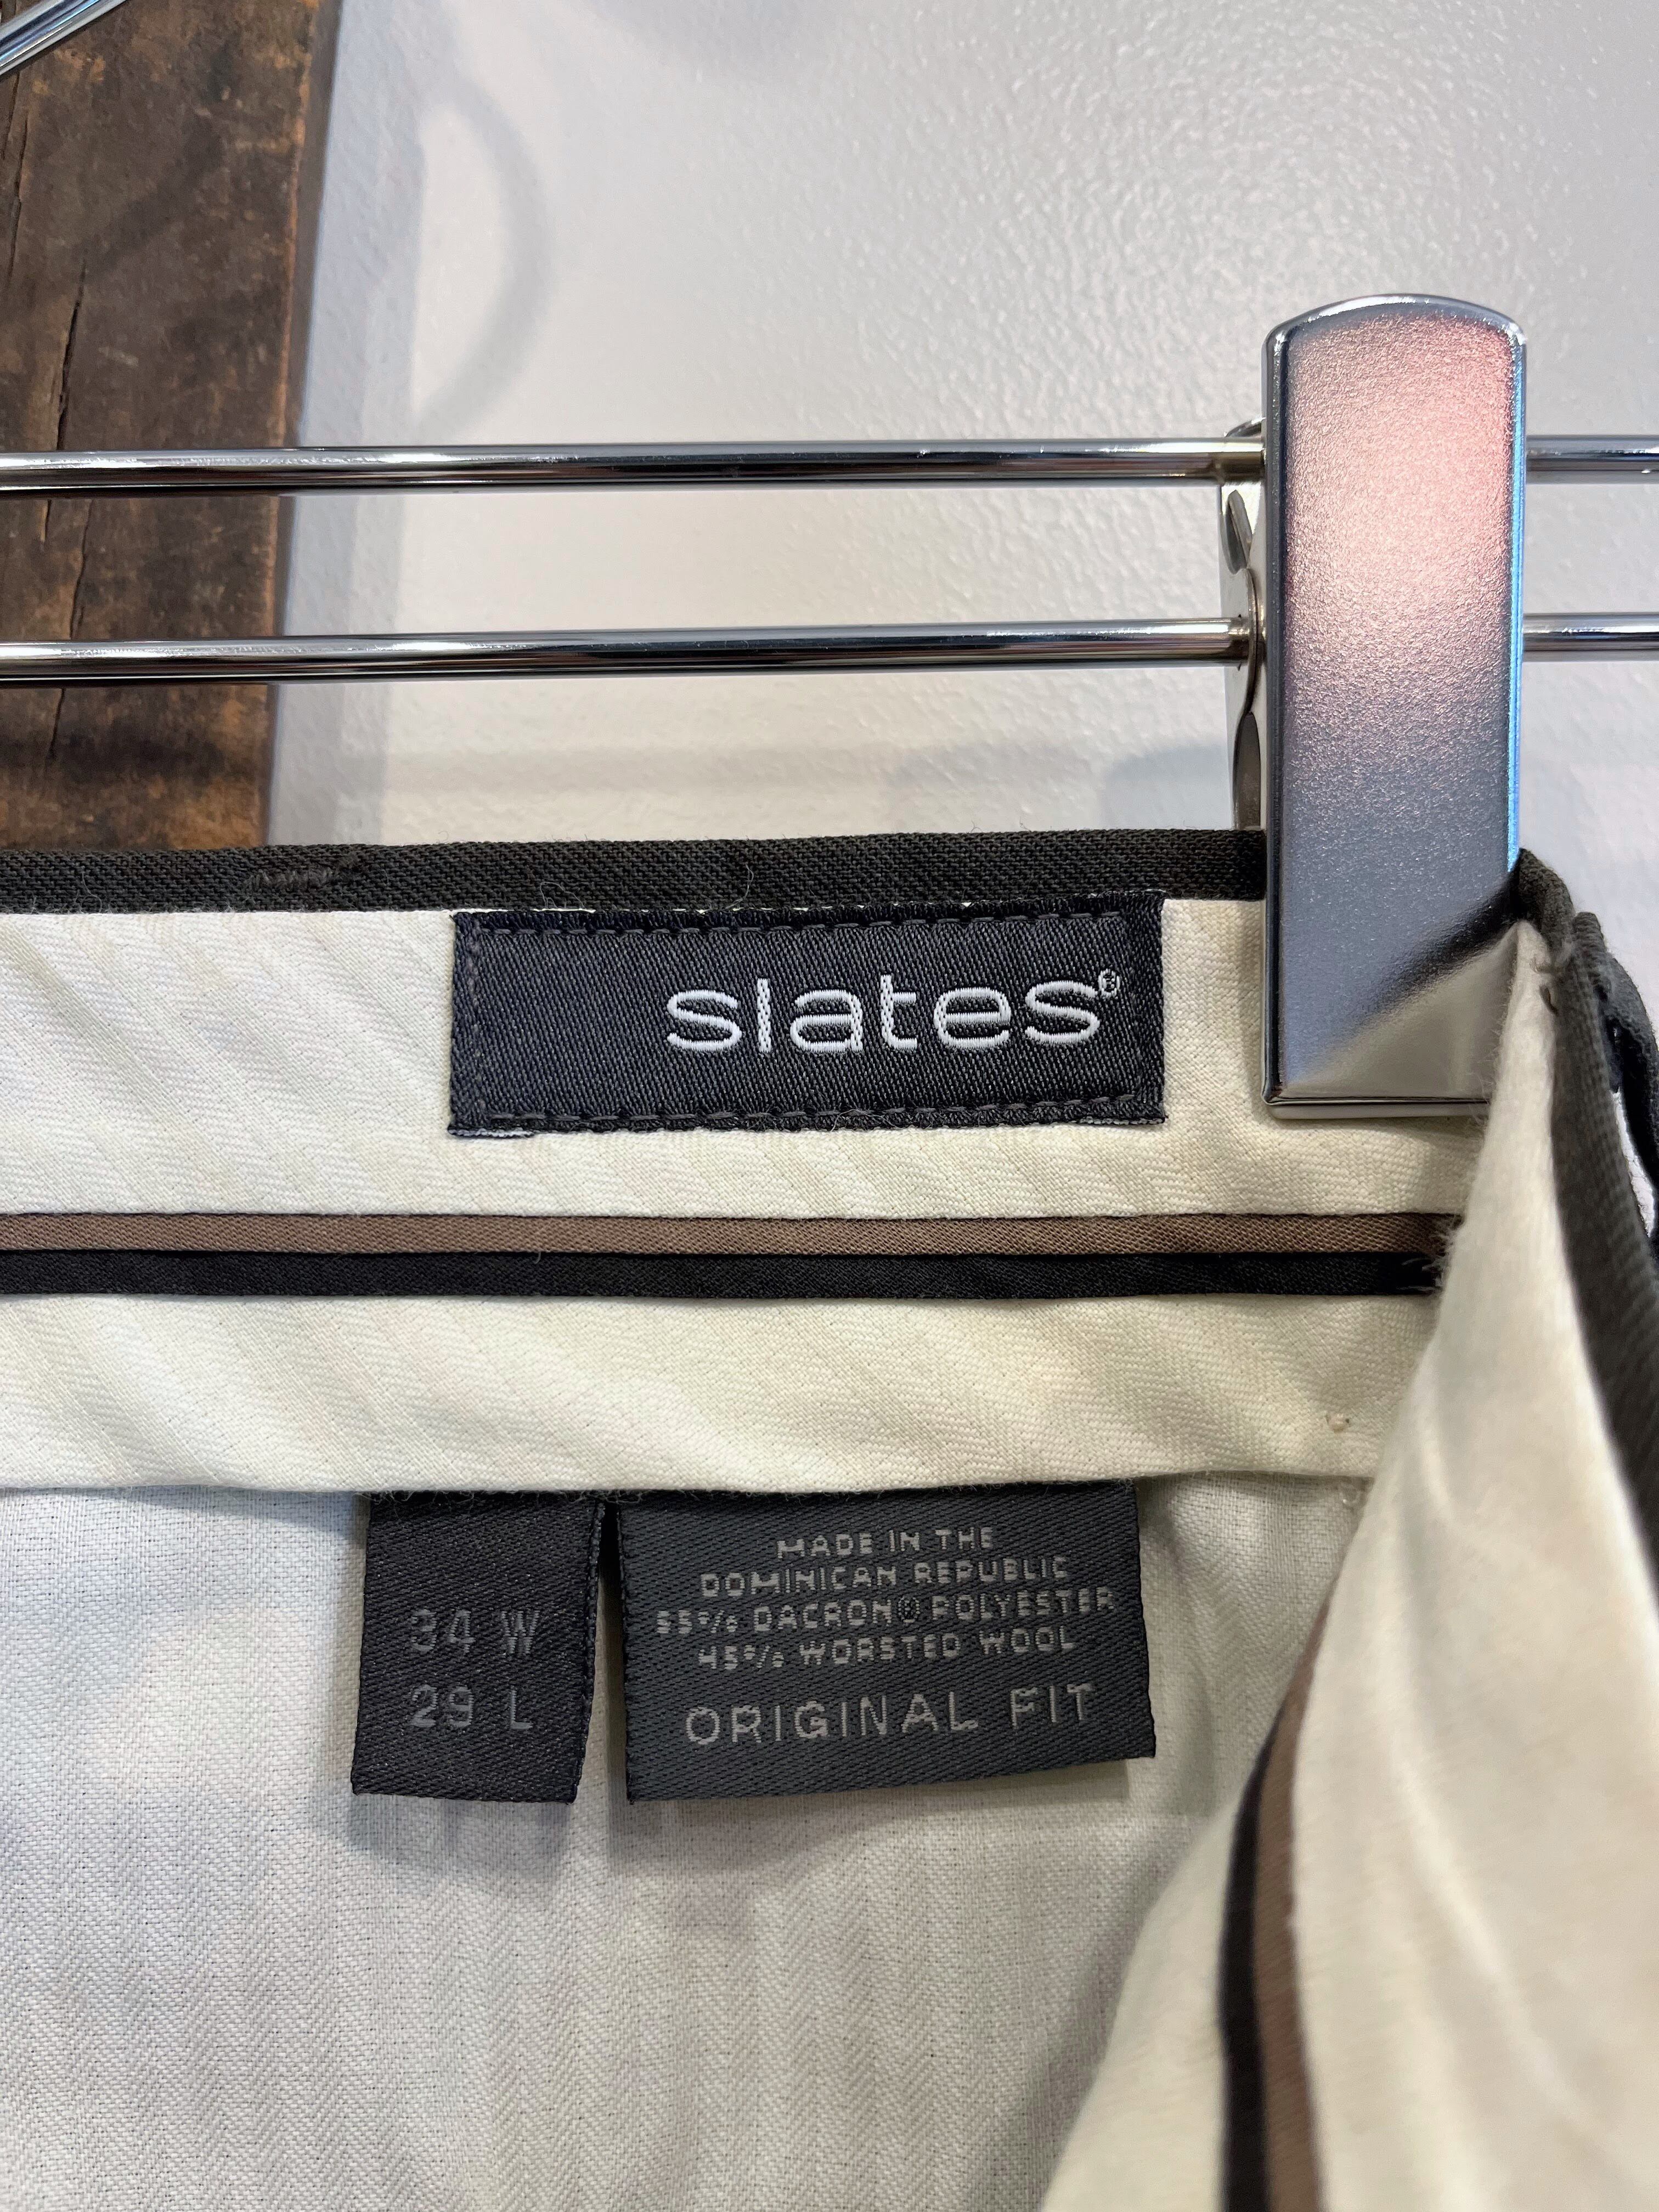 slates®
34 W
29 L
MADE IN THE
DOMINICAN REPUBLIC
55% DACRON® POLYESTER
45% WORSTED WOOL
ORIGINAL FIT